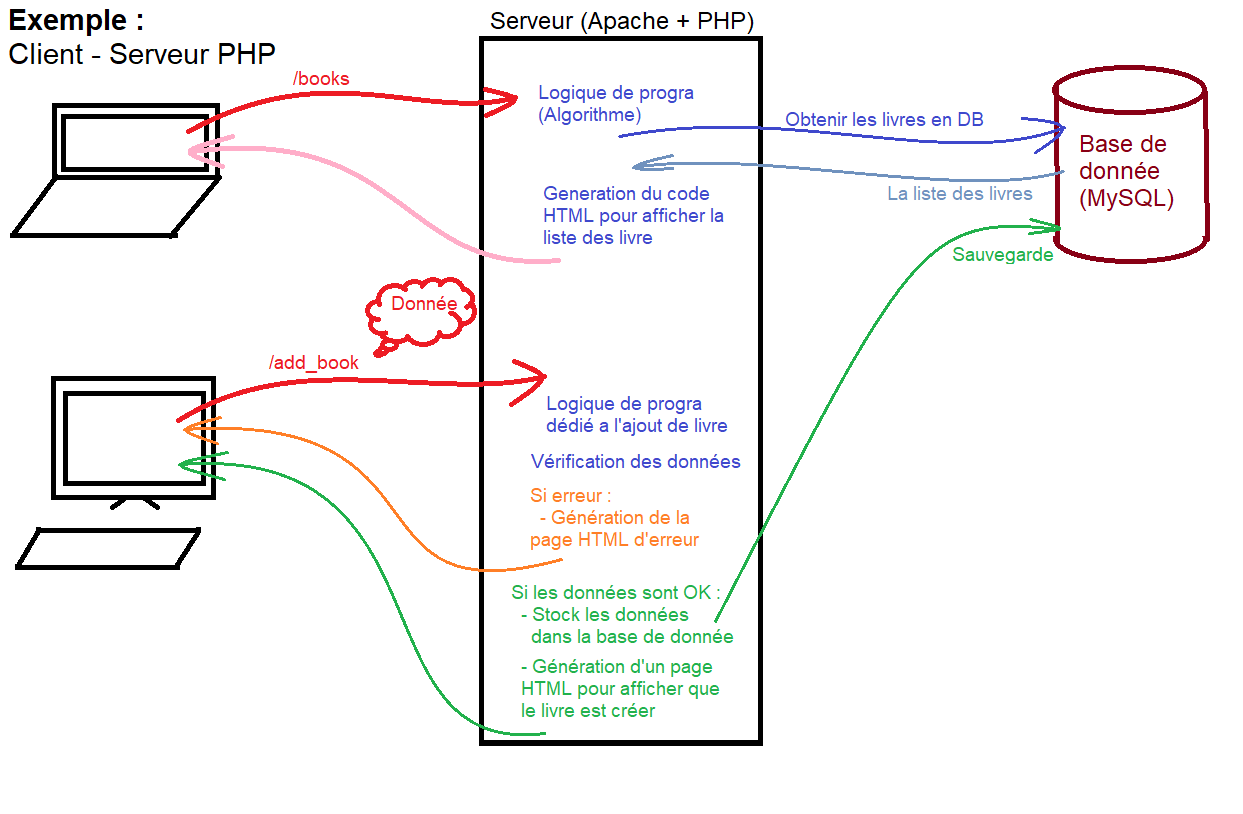 Exemple :
Client - Serveur PHP
Serveur (Apache + PHP)
/books
Logique de progra
(Algorithme)
Obtenir les livres en DB
Base de
donnée
(MySQL)
La liste des livres
Generation du code
HTML pour afficher la
liste des livre
Sauvegarde
Donnée
/add_book
Logique de progra
dédié a l'ajout de livre
Vérification des données
Si erreur :
- Génération de la
page HTML d'erreur
Si les données sont OK :
- Stock les données
dans la base de donnée
- Génération d'un page
HTML pour afficher que
le livre est créer